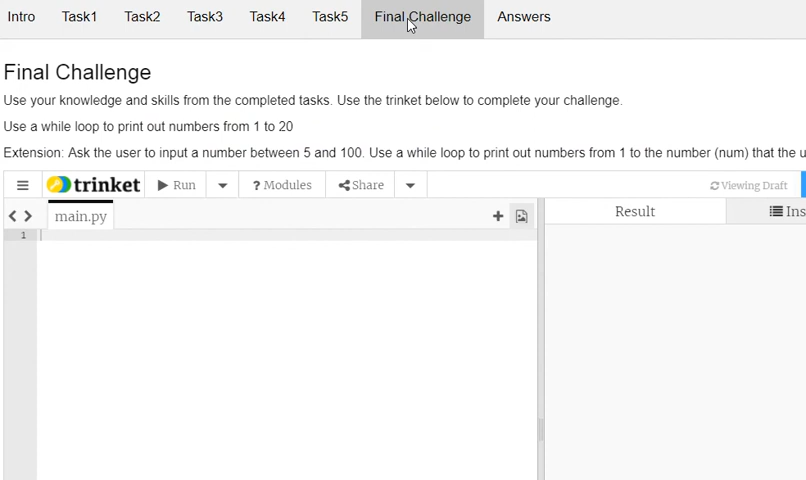 Intro Task1 Task2 Task3 Task4 Task5 Final Challenge Answers
Final Challenge
Use your knowledge and skills from the completed tasks. Use the trinket below to complete your challenge.
Use a while loop to print out numbers from 1 to 20
Extension: Ask the user to input a number between 5 and 100. Use a while loop to print out numbers from 1 to the number (num) that the u
trinket Run ? Modules Share Viewing Draft
main.py Result Ins
1